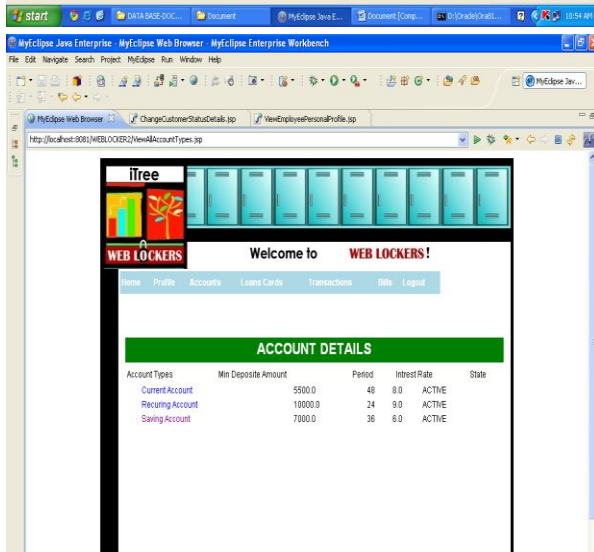 start
DATA BASE-DOC...
Document
MyEclipse Java E...
Document [Comp...
D:\Oracle\Ora81...
10:54 AM
MyEclipse Java Enterprise - MyEclipse Web Browser - MyEclipse Enterprise Workbench
File Edit Navigate Search Project MyEclipse Run Window Help
MyEclipse Jav...
MyEclipse Web Browser
ChangeCustomerStatusDetails.jsp
ViewEmployeePersonalProfile.jsp
http://localhost:8081/WEBLOCKER2/ViewAllAccountTypes.jsp
iTree
WEB LOCKERS
Welcome to WEB LOCKERS !
Home Profile Accounts Loans Cards Transactions Bills Logout
ACCOUNT DETAILS
Account Types Min Deposite Amount Period Intrest Rate State
Current Account 5500.0 48 8.0 ACTIVE
Recuring Account 10000.0 24 9.0 ACTIVE
Saving Account 7000.0 36 6.0 ACTIVE